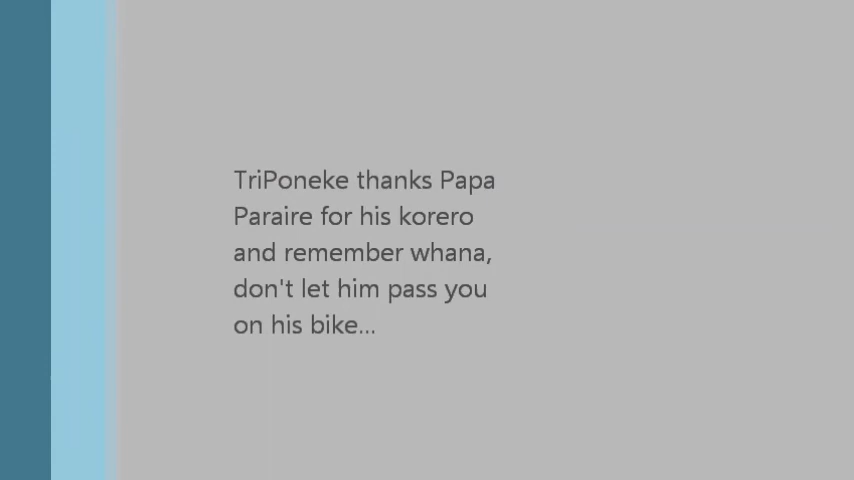 TriPoneke thanks Papa
Paraire for his korero
and remember whana,
don't let him pass you
on his bike...